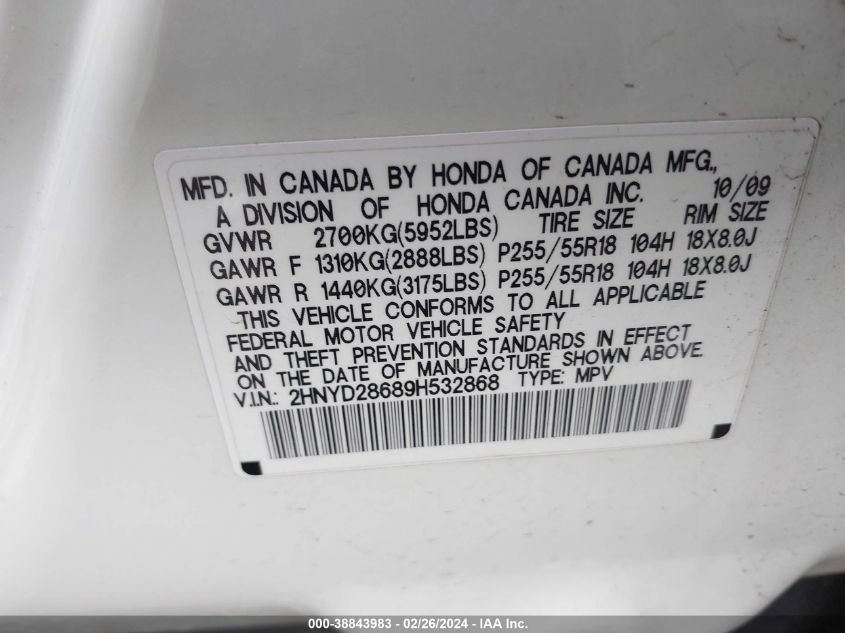 MFD. IN CANADA BY HONDA OF CANADA MFG., 10/09
A DIVISION OF HONDA CANADA INC. TIRE SIZE RIM SIZE
GVWR 2700KG(5952LBS)
GAWR F 1310KG(2888LBS) P255/55R18 104H 18X8.0J
GAWR R 1440KG(3175LBS) P255/55R18 104H 18X8.0J
THIS VEHICLE CONFORMS TO ALL APPLICABLE
FEDERAL MOTOR VEHICLE SAFETY
AND THEFT PREVENTION STANDARDS IN EFFECT
ON THE DATE OF MANUFACTURE SHOWN ABOVE.
V.I.N.: 2HNYD28689H532868 TYPE: MPV
000-38843983 - 02/26/2024 - IAA Inc.